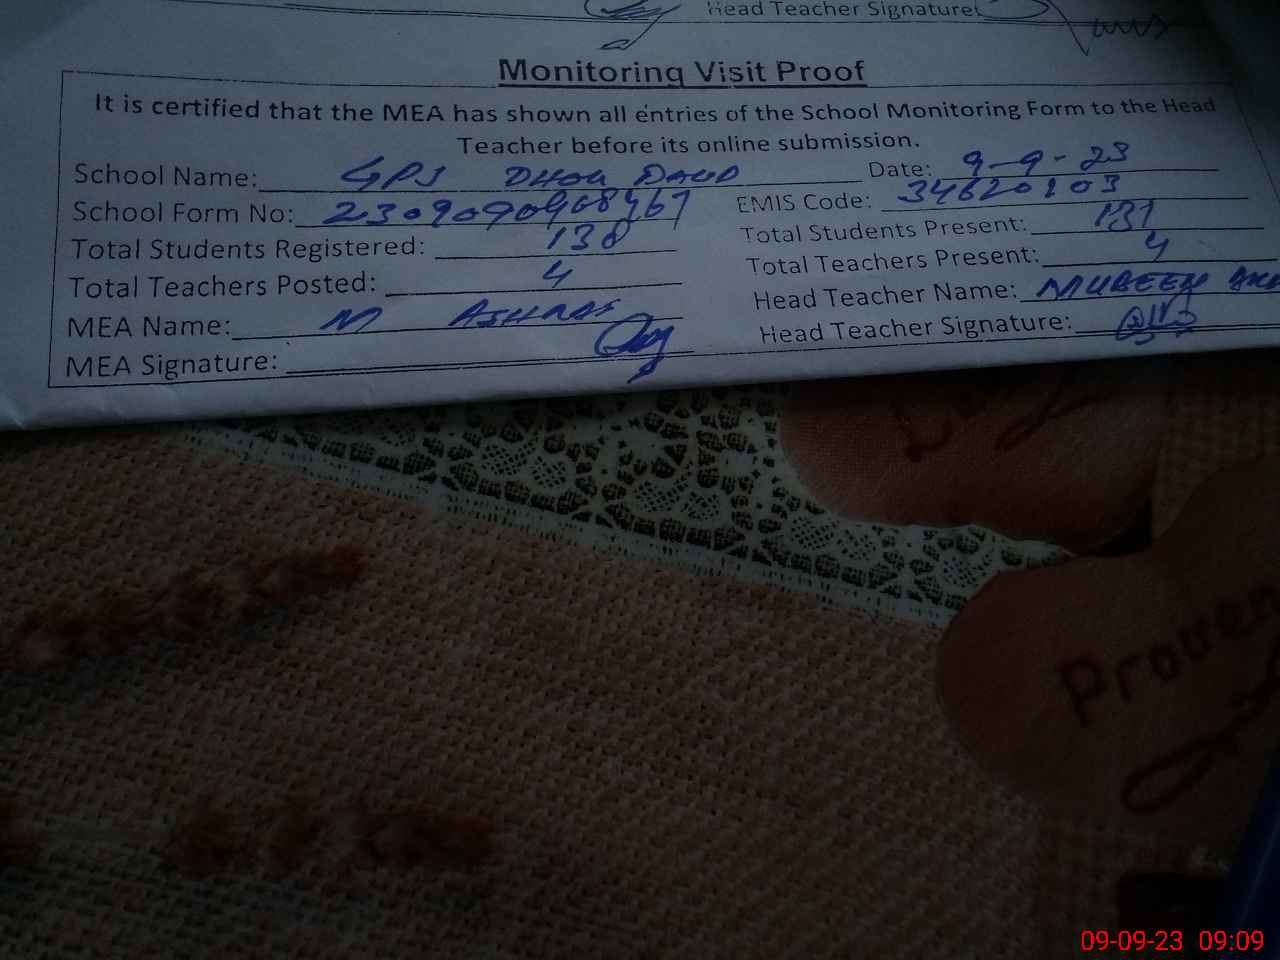 Head Teacher Signature:
Monitoring Visit Proof
It is certified that the MEA has shown all entries of the School Monitoring Form to the Head
Teacher before its online submission.
School Name: GPS DHOU DAUD Date: 9-9-23
School Form No: EMIS Code: 34620103
Total Students Registered: 138 Total Students Present: 131
Total Teachers Posted: 4 Total Teachers Present: 4
MEA Name: M ASHRAF Head Teacher Name: MUBEEN
MEA Signature: Head Teacher Signature:
Proven
09-09-23 09:09